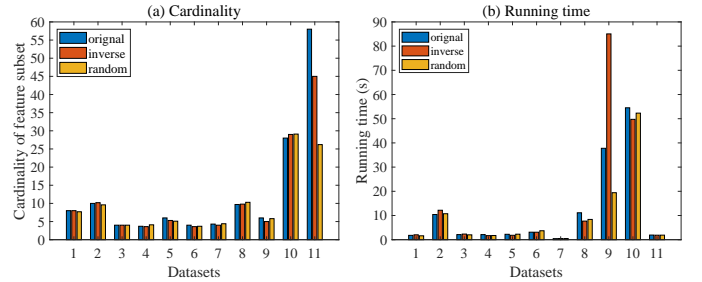 (a) Cardinality
Cardinality of feature subset
60
55
50
45
40
35
30
25
20
15
10
5
0
orignal
inverse
random
1 2 3 4 5 6 7 8 9 10 11
Datasets
(b) Running time
Running time (s)
90
80
70
60
50
40
30
20
10
0
orignal
inverse
random
1 2 3 4 5 6 7 8 9 10 11
Datasets